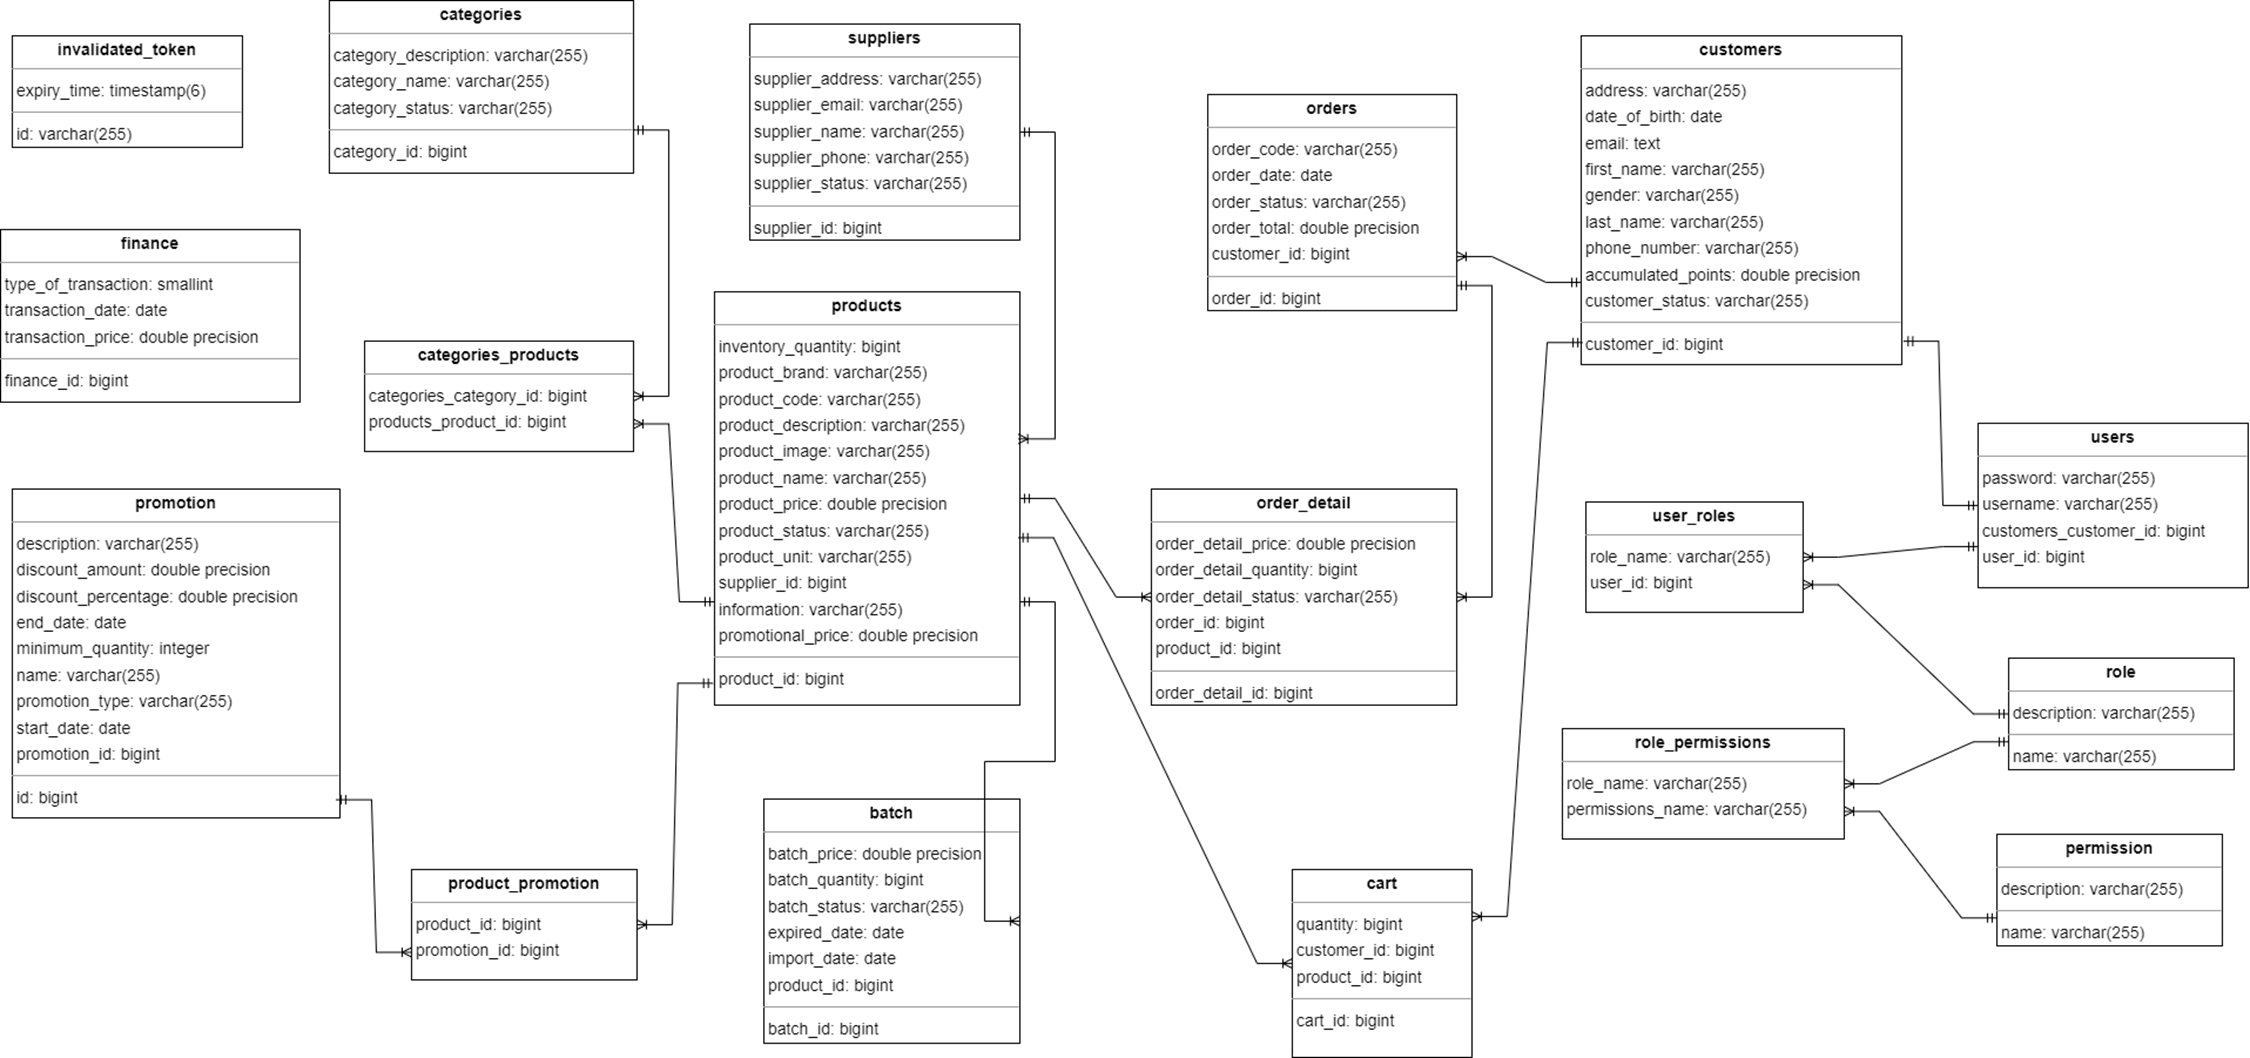 invalidated_token
expiry_time: timestamp(6)
id: varchar(255)
categories
category_description: varchar(255)
category_name: varchar(255)
category_status: varchar(255)
category_id: bigint
suppliers
supplier_address: varchar(255)
supplier_email: varchar(255)
supplier_name: varchar(255)
supplier_phone: varchar(255)
supplier_status: varchar(255)
supplier_id: bigint
orders
order_code: varchar(255)
order_date: date
order_status: varchar(255)
order_total: double precision
customer_id: bigint
order_id: bigint
customers
address: varchar(255)
date_of_birth: date
email: text
first_name: varchar(255)
gender: varchar(255)
last_name: varchar(255)
phone_number: varchar(255)
accumulated_points: double precision
customer_status: varchar(255)
customer_id: bigint
finance
type_of_transaction: smallint
transaction_date: date
transaction_price: double precision
finance_id: bigint
categories_products
categories_category_id: bigint
products_product_id: bigint
products
inventory_quantity: bigint
product_brand: varchar(255)
product_code: varchar(255)
product_description: varchar(255)
product_image: varchar(255)
product_name: varchar(255)
product_price: double precision
product_status: varchar(255)
product_unit: varchar(255)
supplier_id: bigint
information: varchar(255)
promotional_price: double precision
product_id: bigint
order_detail
order_detail_price: double precision
order_detail_quantity: bigint
order_detail_status: varchar(255)
order_id: bigint
product_id: bigint
order_detail_id: bigint
users
password: varchar(255)
username: varchar(255)
customers_customer_id: bigint
user_id: bigint
user_roles
role_name: varchar(255)
user_id: bigint
promotion
description: varchar(255)
discount_amount: double precision
discount_percentage: double precision
end_date: date
minimum_quantity: integer
name: varchar(255)
promotion_type: varchar(255)
start_date: date
promotion_id: bigint
id: bigint
role
description: varchar(255)
name: varchar(255)
role_permissions
role_name: varchar(255)
permissions_name: varchar(255)
permission
description: varchar(255)
name: varchar(255)
product_promotion
product_id: bigint
promotion_id: bigint
batch
batch_price: double precision
batch_quantity: bigint
batch_status: varchar(255)
expired_date: date
import_date: date
product_id: bigint
batch_id: bigint
cart
quantity: bigint
customer_id: bigint
product_id: bigint
cart_id: bigint